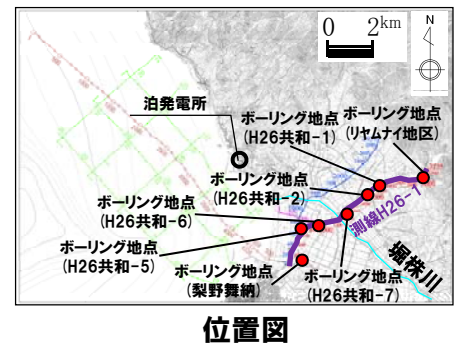 0 2km
N
泊発電所
ボーリング地点
(H26共和-1)
ボーリング地点
(リヤムナイ地区)
ボーリング地点
(H26共和-2)
ボーリング地点
(H26共和-6)
測線H26-1
ボーリング地点
(H26共和-5)
ボーリング地点
(梨野舞納)
ボーリング地点
(H26共和-7)
堀株川
位置図